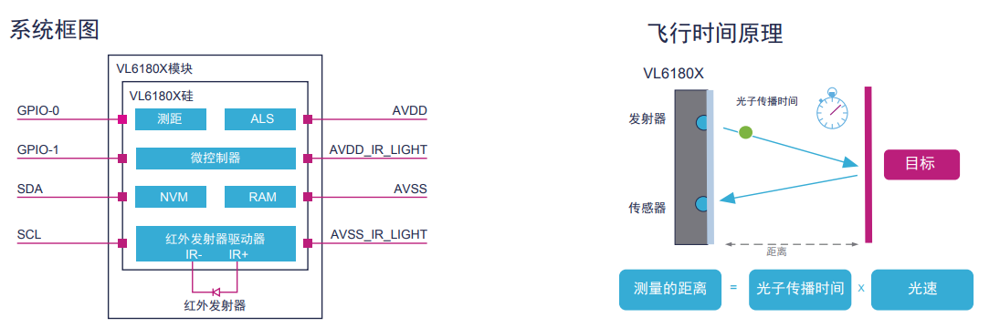 系统框图
VL6180X模块
VL6180X硅
GPIO-0
GPIO-1
SDA
SCL
测距
ALS
微控制器
NVM
RAM
红外发射器驱动器
IR- IR+
红外发射器
AVDD
AVDD_IR_LIGHT
AVSS
AVSS_IR_LIGHT
飞行时间原理
VL6180X
光子传播时间
发射器
目标
传感器
距离
测量的距离 = 光子传播时间 x 光速